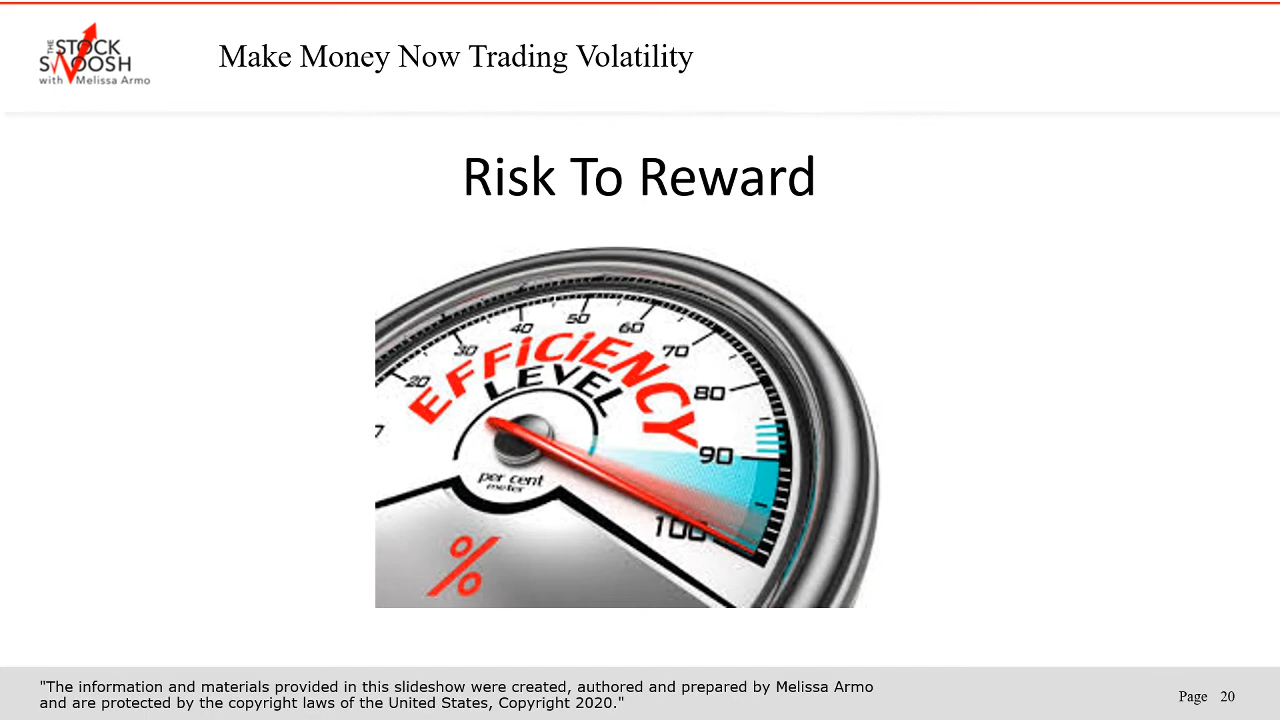 THE STOCK
SWOOSH
with Melissa Armo
Make Money Now Trading Volatility
Risk To Reward
20 30 40 50 60 70 80 90 100
EFFiCiENCY
LEVEL
per cent
meter
%
"The information and materials provided in this slideshow were created, authored and prepared by Melissa Armo
and are protected by the copyright laws of the United States, Copyright 2020."
Page 20